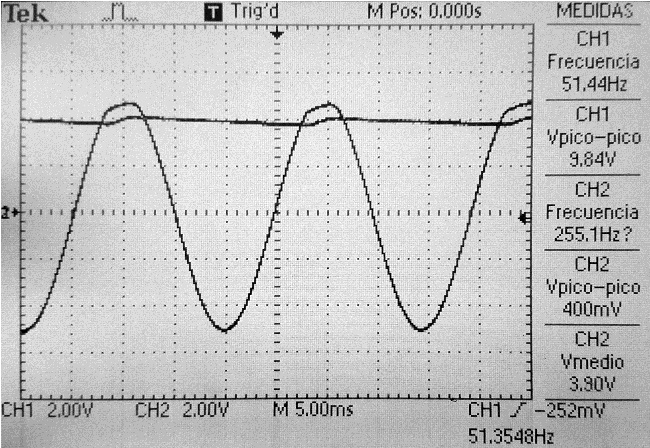 Tek
T Trig'd
M Pos: 0.000s
MEDIDAS
CH1
Frecuencia
51.44Hz
CH1
Vpico-pico
9.84V
2
CH2
Frecuencia
255.1Hz?
CH2
Vpico-pico
400mV
CH2
Vmedio
3.90V
CH1 2.00V CH2 2.00V M 5.00ms CH1 -252mV
51.3548Hz